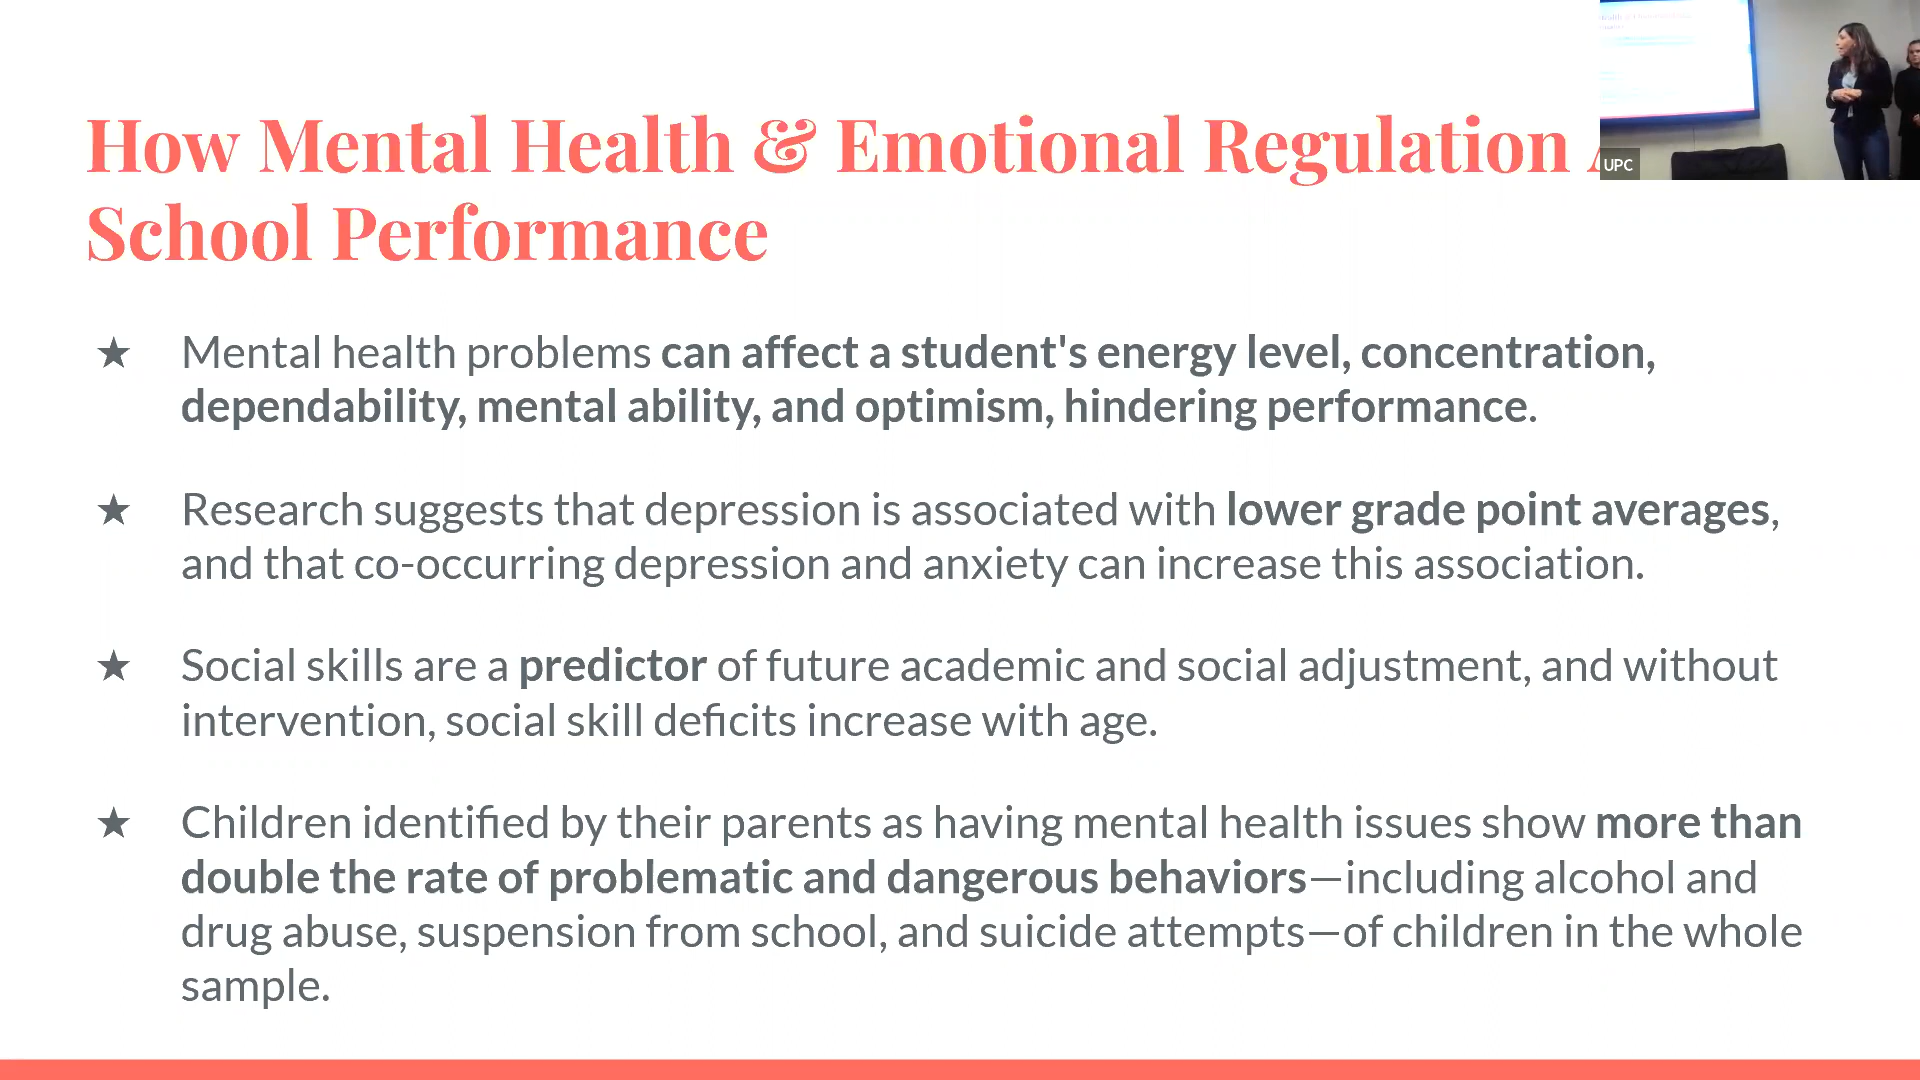 How Mental Health & Emotional Regulation
School Performance
UPC
★ Mental health problems can affect a student's energy level, concentration,
dependability, mental ability, and optimism, hindering performance.
★ Research suggests that depression is associated with lower grade point averages,
and that co-occurring depression and anxiety can increase this association.
★ Social skills are a predictor of future academic and social adjustment, and without
intervention, social skill deficits increase with age.
★ Children identified by their parents as having mental health issues show more than
double the rate of problematic and dangerous behaviors—including alcohol and
drug abuse, suspension from school, and suicide attempts—of children in the whole
sample.